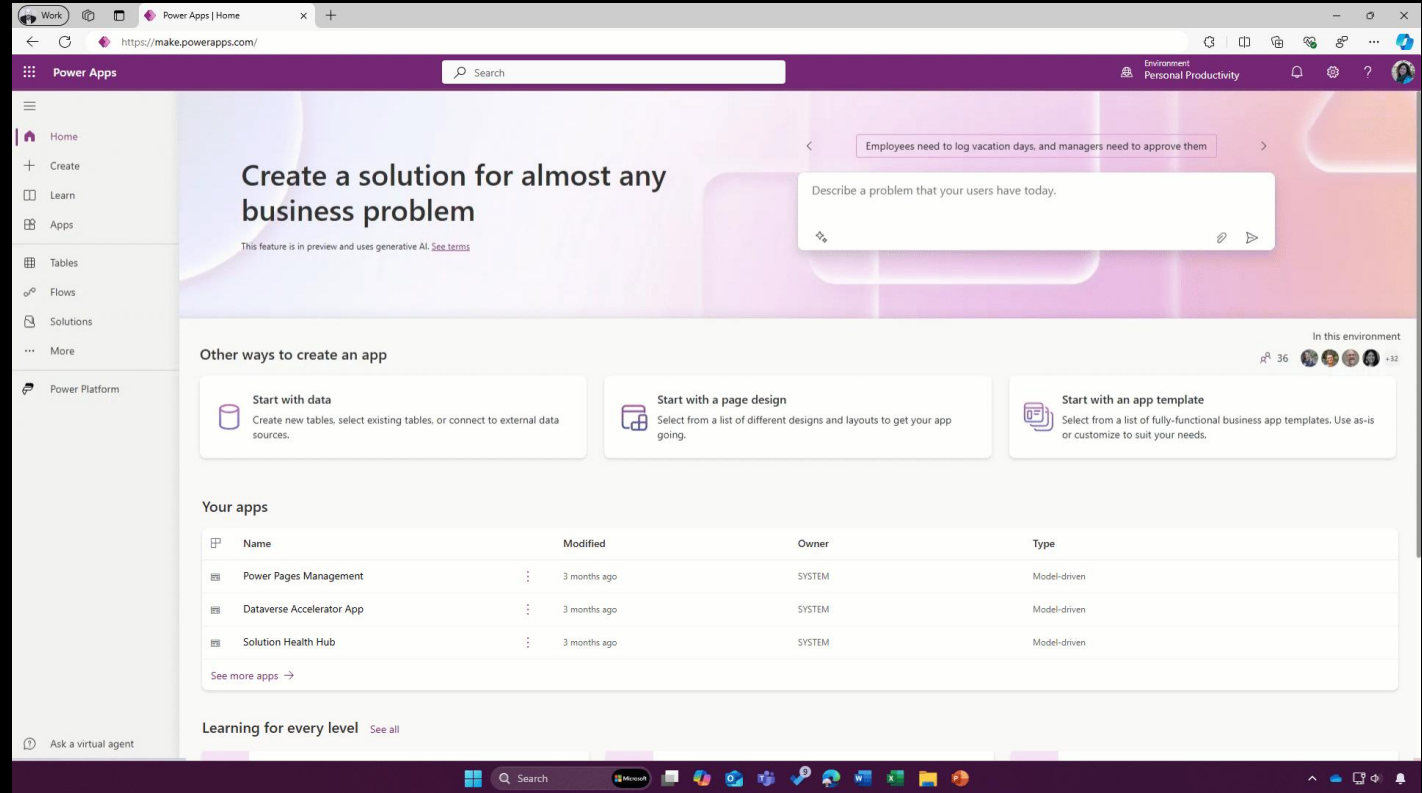 Work
Power Apps | Home
https://make.powerapps.com/
Power Apps
Search
Environment
Personal Productivity
Home
Create
Learn
Apps
Tables
Flows
Solutions
More
Power Platform
Ask a virtual agent
Create a solution for almost any
business problem
This feature is in preview and uses generative AI. See terms
Employees need to log vacation days, and managers need to approve them
Describe a problem that your users have today.
In this environment
36
+32
Other ways to create an app
Start with data
Create new tables, select existing tables, or connect to external data
sources.
Start with a page design
Select from a list of different designs and layouts to get your app
going.
Start with an app template
Select from a list of fully-functional business app templates. Use as-is
or customize to suit your needs.
Your apps
Name Modified Owner Type
Power Pages Management 3 months ago SYSTEM Model-driven
Dataverse Accelerator App 3 months ago SYSTEM Model-driven
Solution Health Hub 3 months ago SYSTEM Model-driven
See more apps
Learning for every level See all
Search
Microsoft
9